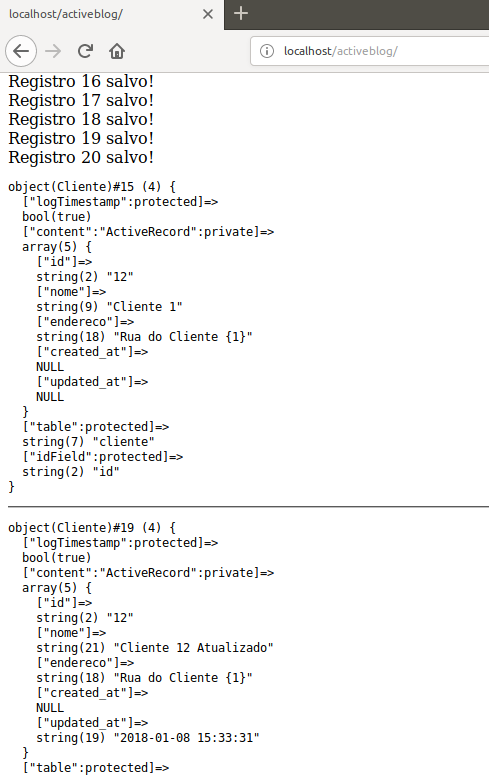 localhost/activeblog/
localhost/activeblog/
Registro 16 salvo!
Registro 17 salvo!
Registro 18 salvo!
Registro 19 salvo!
Registro 20 salvo!
object(Cliente)#15 (4) {
  ["logTimestamp":protected]=>
  bool(true)
  ["content":"ActiveRecord":private]=>
  array(5) {
    ["id"]=>
    string(2) "12"
    ["nome"]=>
    string(9) "Cliente 1"
    ["endereco"]=>
    string(18) "Rua do Cliente {1}"
    ["created_at"]=>
    NULL
    ["updated_at"]=>
    NULL
  }
  ["table":protected]=>
  string(7) "cliente"
  ["idField":protected]=>
  string(2) "id"
}
object(Cliente)#19 (4) {
  ["logTimestamp":protected]=>
  bool(true)
  ["content":"ActiveRecord":private]=>
  array(5) {
    ["id"]=>
    string(2) "12"
    ["nome"]=>
    string(21) "Cliente 12 Atualizado"
    ["endereco"]=>
    string(18) "Rua do Cliente {1}"
    ["created_at"]=>
    NULL
    ["updated_at"]=>
    string(19) "2018-01-08 15:33:31"
  }
  ["table":protected]=>